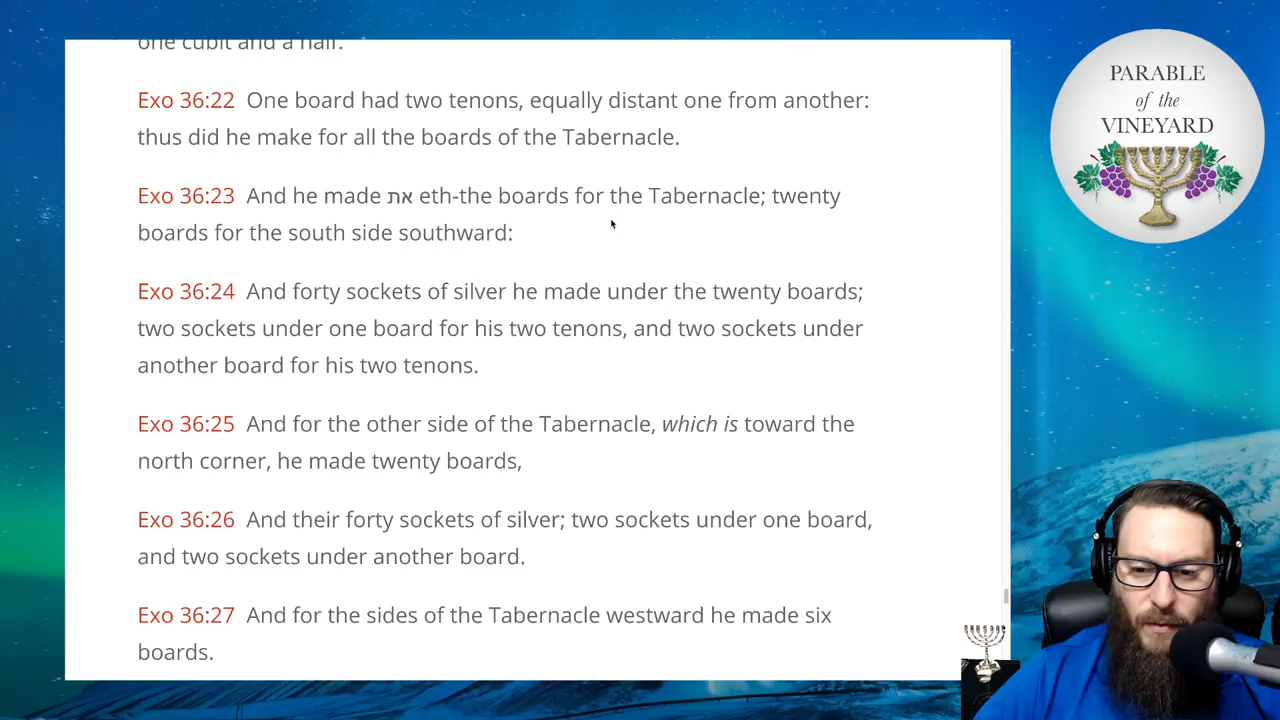 one cubit and a half.
Exo 36:22 One board had two tenons, equally distant one from another:
thus did he make for all the boards of the Tabernacle.
Exo 36:23 And he made את eth-the boards for the Tabernacle; twenty
boards for the south side southward:
Exo 36:24 And forty sockets of silver he made under the twenty boards;
two sockets under one board for his two tenons, and two sockets under
another board for his two tenons.
Exo 36:25 And for the other side of the Tabernacle, which is toward the
north corner, he made twenty boards,
Exo 36:26 And their forty sockets of silver; two sockets under one board,
and two sockets under another board.
Exo 36:27 And for the sides of the Tabernacle westward he made six
boards.
PARABLE
of the
VINEYARD